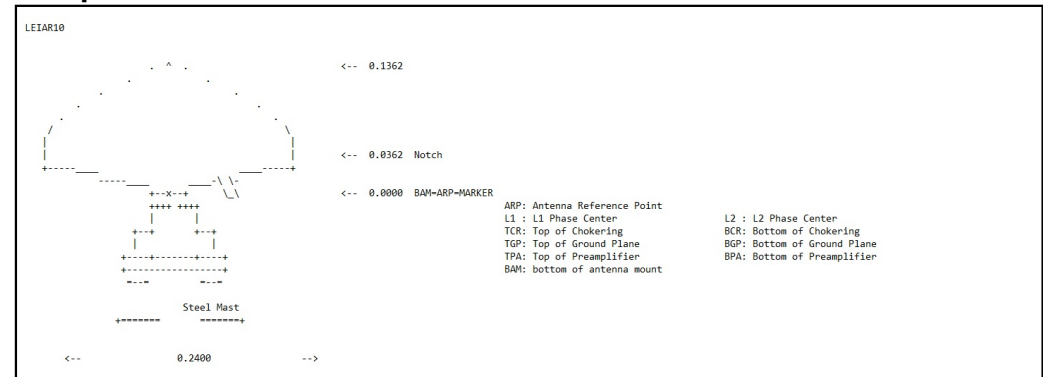 LEIAR10
<-- 0.1362
<-- 0.0362 Notch
<-- 0.0000 BAM=ARP=MARKER
ARP: Antenna Reference Point
L1 : L1 Phase Center L2 : L2 Phase Center
TCR: Top of Chokering BCR: Bottom of Chokering
TGP: Top of Ground Plane BGP: Bottom of Ground Plane
TPA: Top of Preamplifier BPA: Bottom of Preamplifier
BAM: bottom of antenna mount
Steel Mast
<-- 0.2400 -->